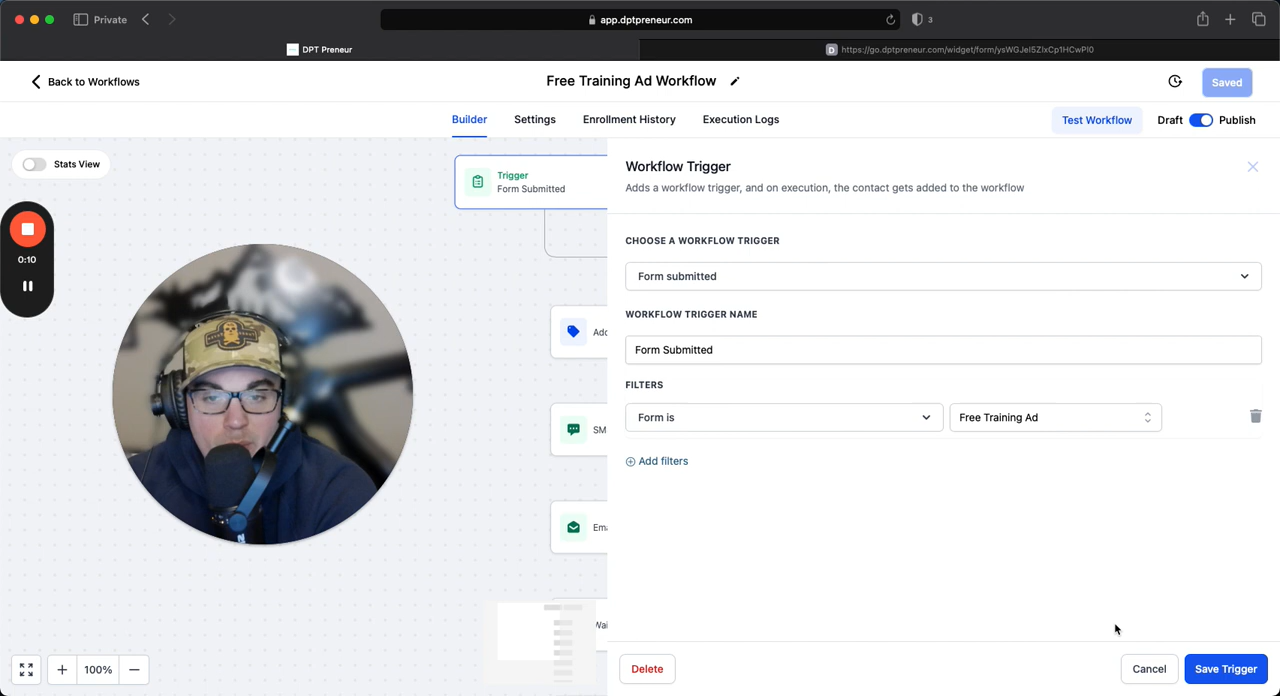 Private
app.dptpreneur.com
3
DPT Preneur
D https://go.dptpreneur.com/widget/form/ysWGJeI5ZIxCp1HCwPI0
Back to Workflows
Free Training Ad Workflow
Saved
Builder
Settings
Enrollment History
Execution Logs
Test Workflow
Draft
Publish
Stats View
Trigger
Form Submitted
0:10
Workflow Trigger
Adds a workflow trigger, and on execution, the contact gets added to the workflow
CHOOSE A WORKFLOW TRIGGER
Form submitted
WORKFLOW TRIGGER NAME
Form Submitted
FILTERS
Form is
Free Training Ad
Add filters
Add
SM
Ema
Wai
100%
Delete
Cancel
Save Trigger